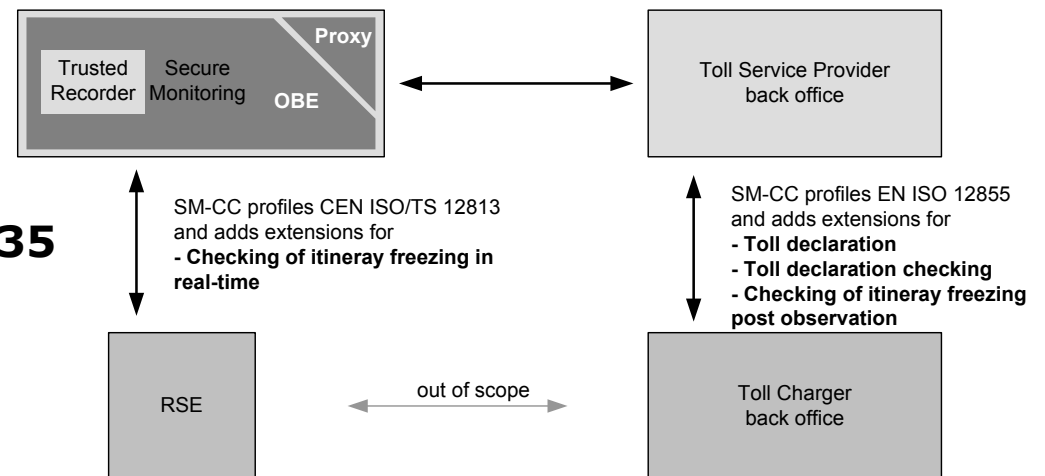 Proxy
Trusted
Recorder
Secure
Monitoring
OBE
Toll Service Provider
back office
SM-CC profiles CEN ISO/TS 12813
and adds extensions for
- Checking of itineray freezing in
real-time
SM-CC profiles EN ISO 12855
and adds extensions for
- Toll declaration
- Toll declaration checking
- Checking of itineray freezing
post observation
35
RSE
out of scope
Toll Charger
back office